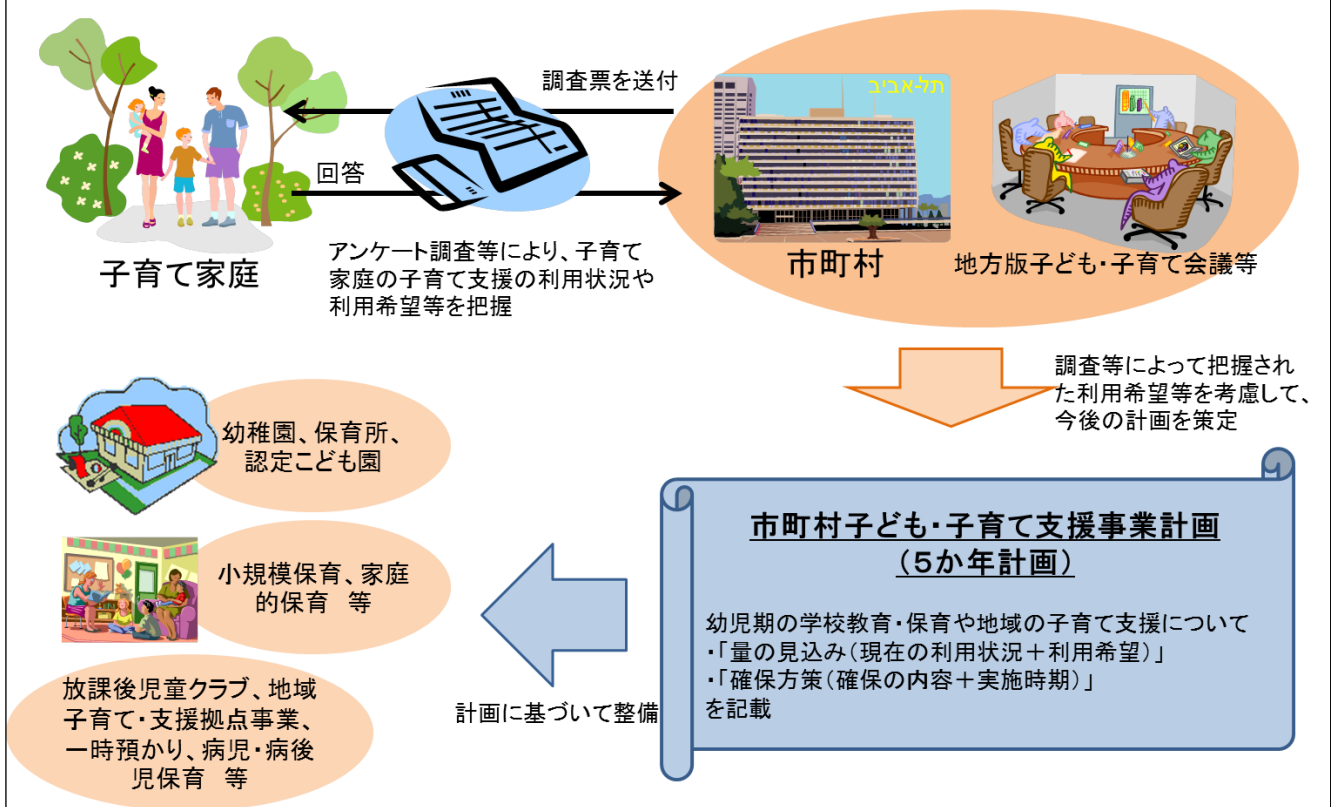 調査票を送付
תל-אביב
回答
子育て家庭
アンケート調査等により、子育て
家庭の子育て支援の利用状況や
利用希望等を把握
市町村
地方版子ども・子育て会議等
調査等によって把握され
た利用希望等を考慮して、
今後の計画を策定
幼稚園、保育所、
認定こども園
小規模保育、家庭
的保育 等
放課後児童クラブ、地域
子育て・支援拠点事業、
一時預かり、病児・病後
児保育 等
計画に基づいて整備
市町村子ども・子育て支援事業計画
(5か年計画)
幼児期の学校教育・保育や地域の子育て支援について
・「量の見込み(現在の利用状況+利用希望)」
・「確保方策(確保の内容+実施時期)」
を記載